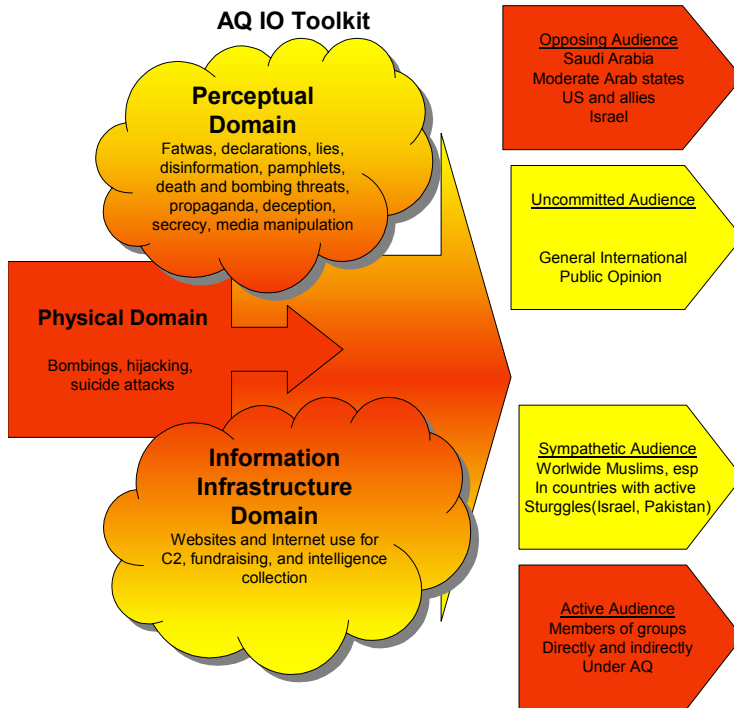 AQ IO Toolkit
Perceptual
Domain
Fatwas, declarations, lies,
disinformation, pamphlets,
death and bombing threats,
propaganda, deception,
secrecy, media manipulation
Physical Domain
Bombings, hijacking,
suicide attacks
Information
Infrastructure
Domain
Websites and Internet use for
C2, fundraising, and intelligence
collection
Opposing Audience
Saudi Arabia
Moderate Arab states
US and allies
Israel
Uncommitted Audience
General International
Public Opinion
Sympathetic Audience
Worlwide Muslims, esp
In countries with active
Sturggles(Israel, Pakistan)
Active Audience
Members of groups
Directly and indirectly
Under AQ